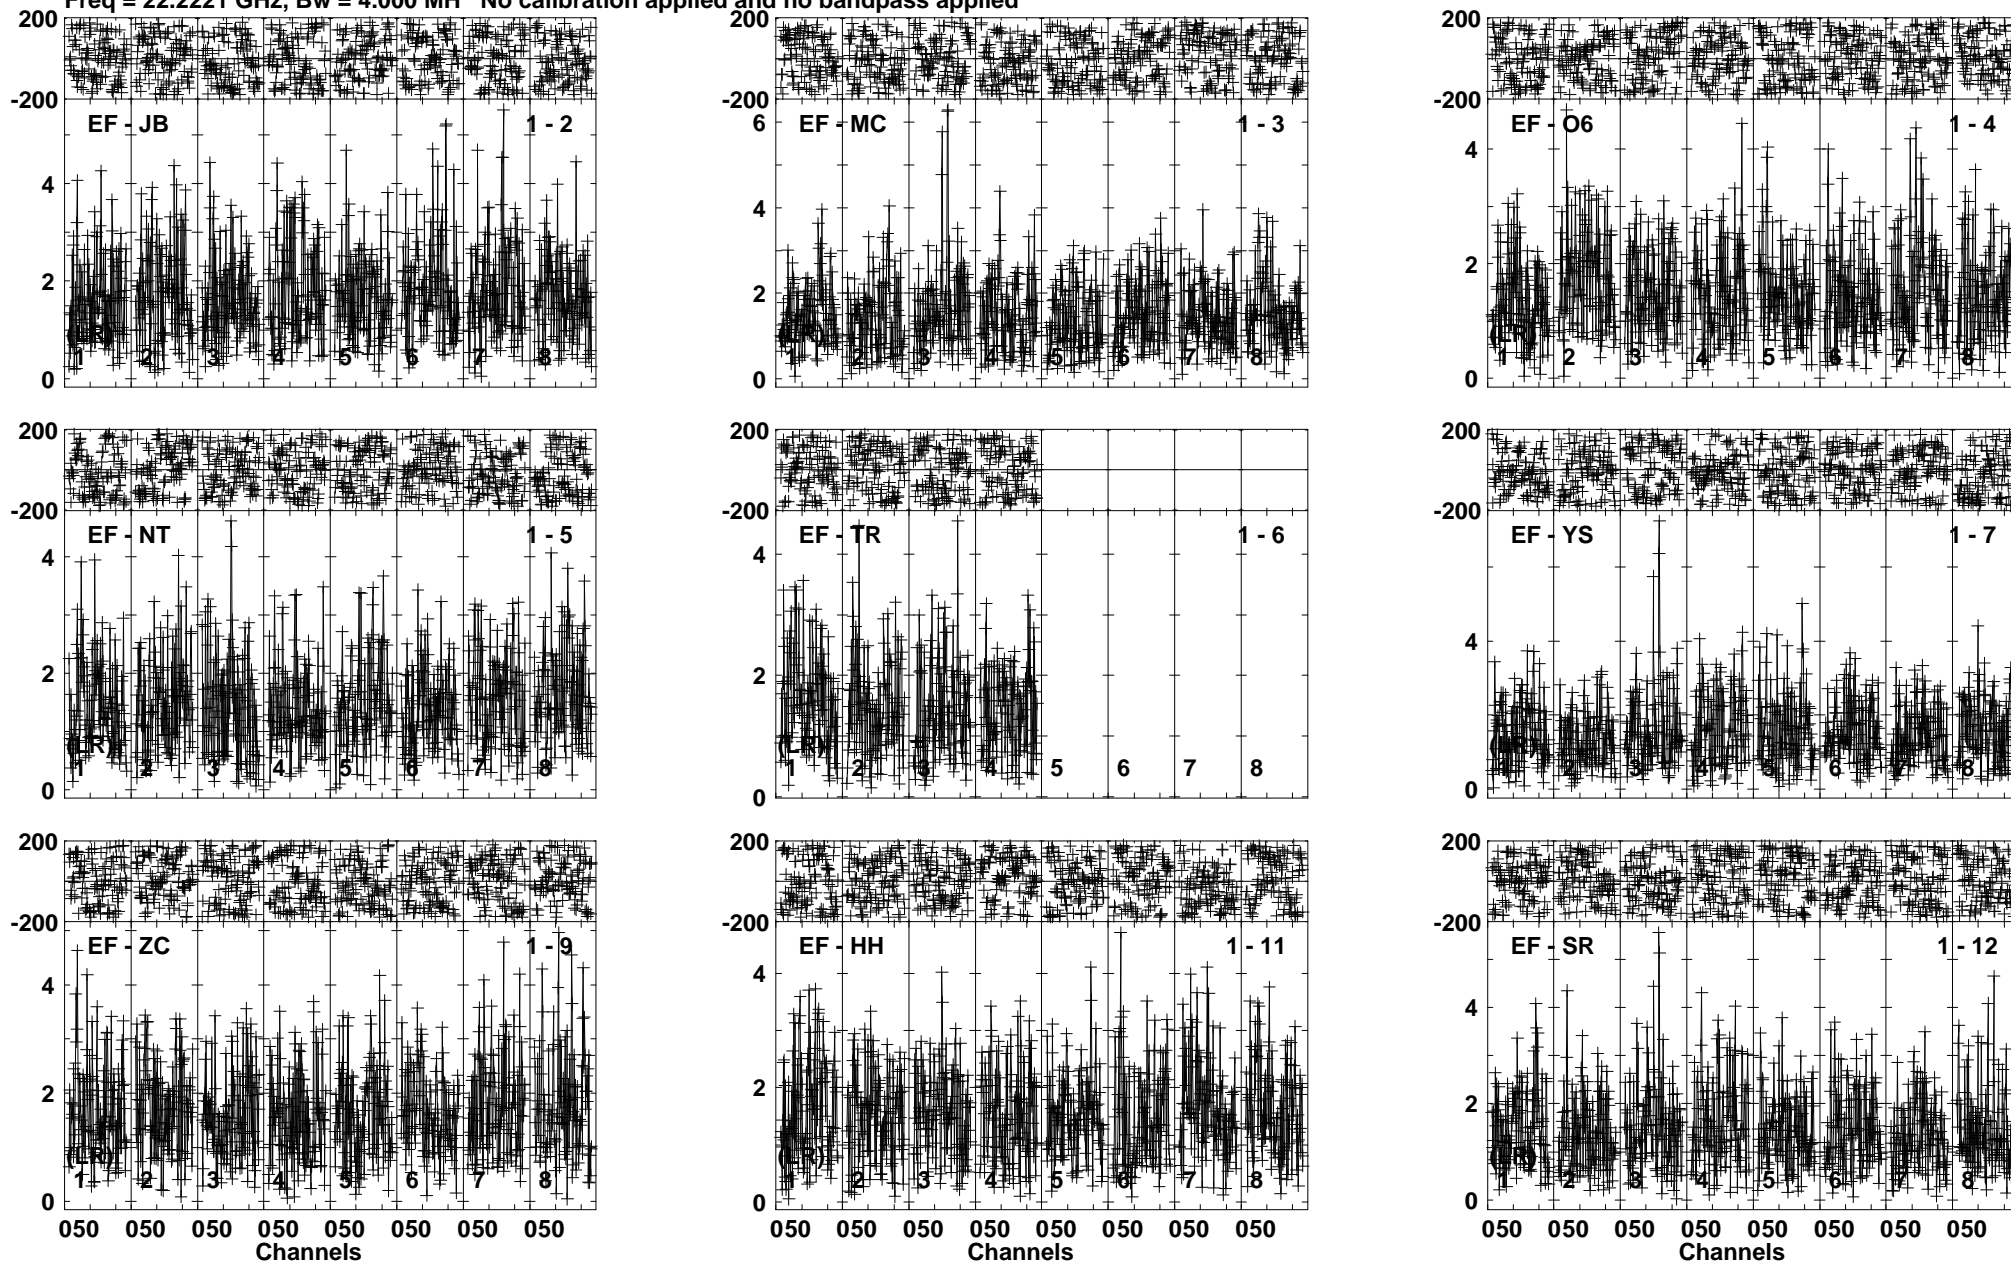 Freq = 22.2221 GHz, Bw = 4.000 MH No calibration applied and no bandpass applied
200
-200
EF - JB 1 - 2
4
2
0
(LR)
1 2 3 4 5 6 7 8
-200
200
EF - MC 1 - 3
6
4
2
0
(LR)
1 2 3 4 5 6 7 8
200
-200
EF - O6 1 - 4
4
2
0
(LR)
1 2 3 4 5 6 7 8
200
-200
EF - NT 1 - 5
4
2
0
(LR)
1 2 3 4 5 6 7 8
200
-200
EF - TR 1 - 6
4
2
0
(LR)
1 2 3 4 5 6 7 8
200
-200
EF - YS 1 - 7
4
0
(LR)
1 2 3 4 5 6 7 8
200
-200
EF - ZC 1 - 9
4
2
0
(LR)
1 2 3 4 5 6 7 8
050 050 050 050 050 050 050 050
Channels
200
-200
EF - HH 1 - 11
4
2
0
(LR)
1 2 3 4 5 6 7 8
050 050 050 050 050 050 050 050
Channels
200
-200
EF - SR 1 - 12
4
2
0
(LR)
1 2 3 4 5 6 7 8
050 050 050 050 050 050 050 050
Channels